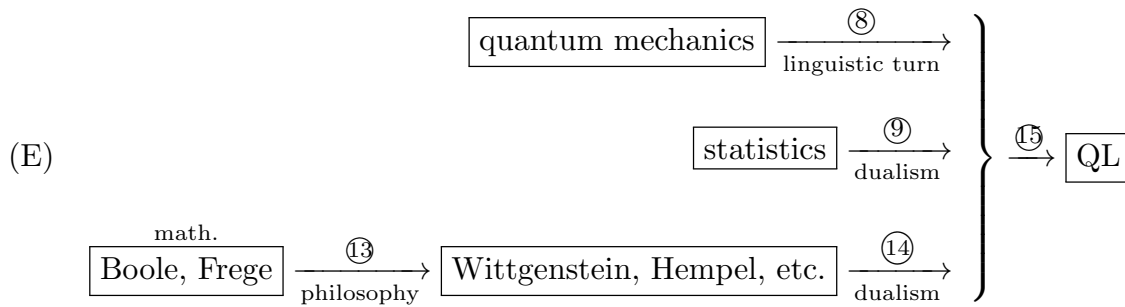 quantum mechanics ⑧ linguistic turn
(E) statistics ⑨ dualism ⑮ QL
math.
Boole, Frege ⑬ philosophy Wittgenstein, Hempel, etc. ⑭ dualism